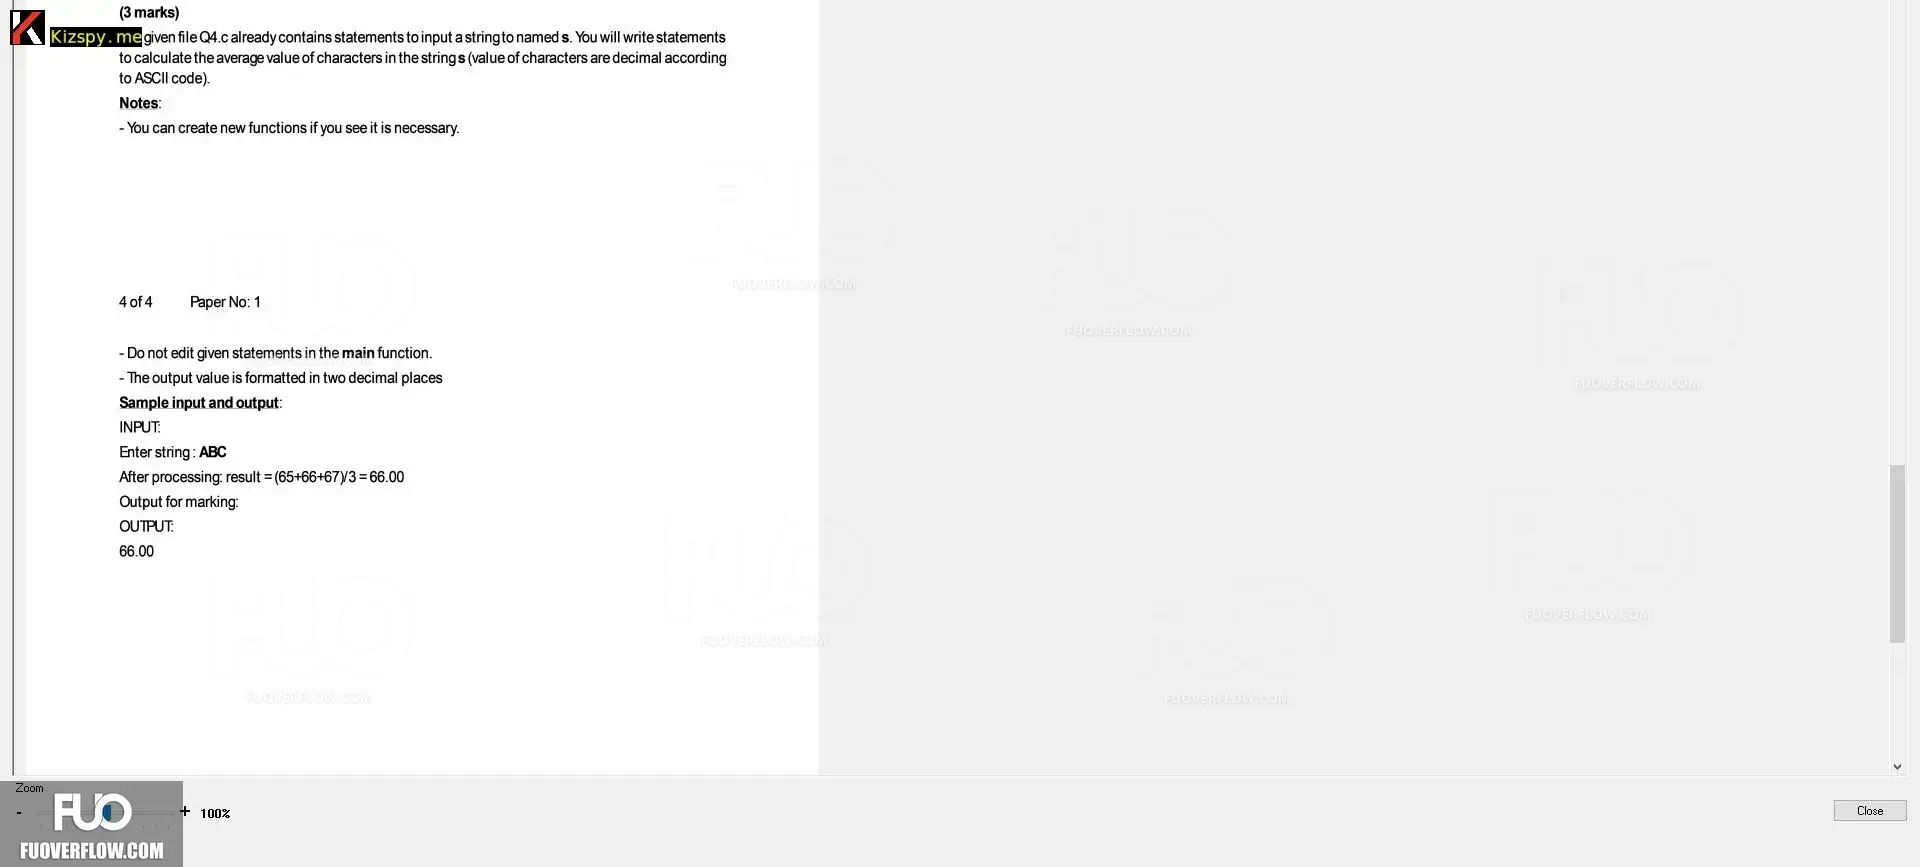 (3 marks)
Kizspy.me given file Q4.c already contains statements to input a string to named s. You will write statements
to calculate the average value of characters in the string s (value of characters are decimal according
to ASCII code).
Notes:
- You can create new functions if you see it is necessary.
FUOVERFLOW.COM
FUOVERFLOW.COM
FUOVERFLOW.COM
4 of 4 Paper No: 1
- Do not edit given statements in the main function.
- The output value is formatted in two decimal places
Sample input and output:
INPUT:
Enter string : ABC
After processing: result = (65+66+67)/3 = 66.00
Output for marking:
OUTPUT:
66.00
FUOVERFLOW.COM
FUOVERFLOW.COM
FUOVERFLOW.COM
FUOVERFLOW.COM
Zoom
- + 100%
Close
FUO
FUOVERFLOW.COM